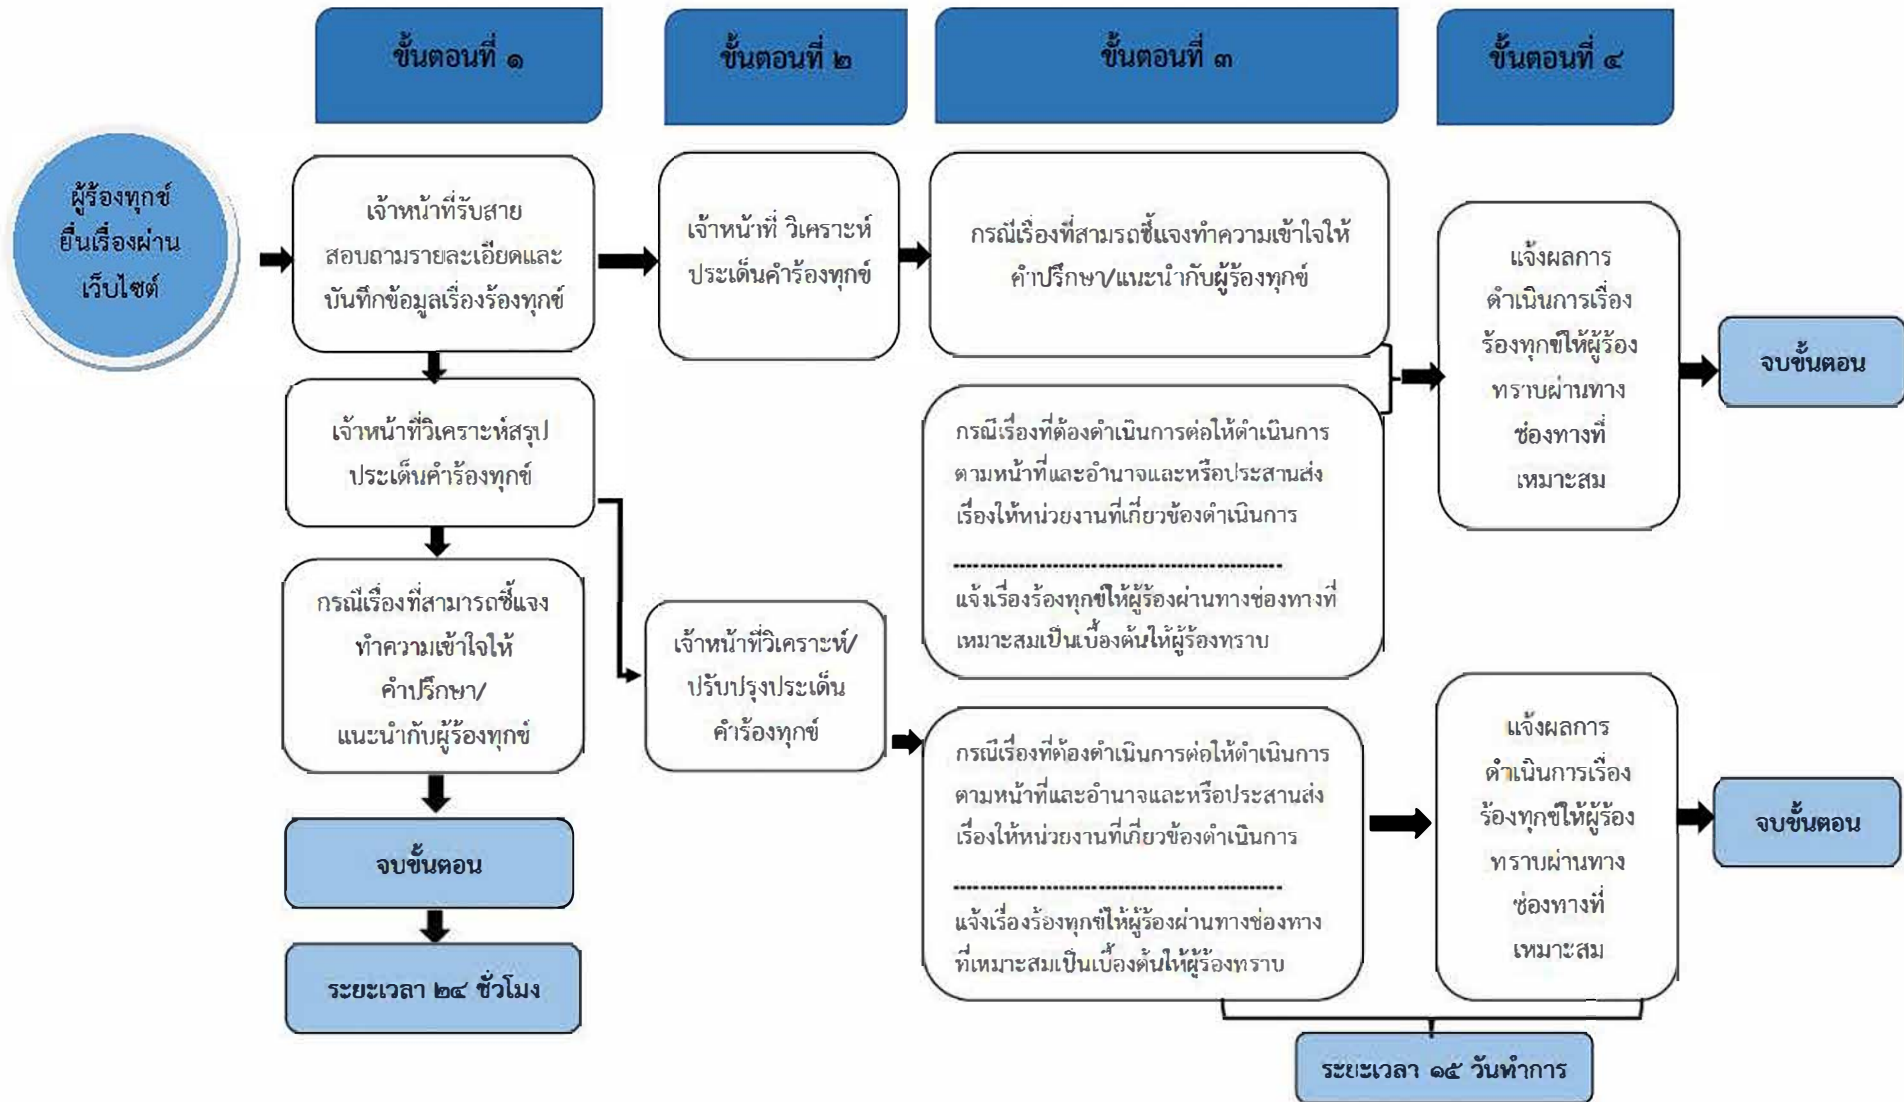 ขั้นตอนที่ ๑
ขั้นตอนที่ ๒
ขั้นตอนที่ ๓
ขั้นตอนที่ ๔
ผู้ร้องทุกข์
ยื่นเรื่องผ่าน
เว็บไซต์
เจ้าหน้าที่รับสาย
สอบถามรายละเอียดและ
บันทึกข้อมูลเรื่องร้องทุกข์
เจ้าหน้าที่ วิเคราะห์
ประเด็นคำร้องทุกข์
กรณีเรื่องที่สามรถชี้แจงทำความเข้าใจให้
คำปรึกษา/แนะนำกับผู้ร้องทุกข์
แจ้งผลการ
ดำเนินการเรื่อง
ร้องทุกข์ให้ผู้ร้อง
ทราบผ่านทาง
ช่องทางที่
เหมาะสม
จบขั้นตอน
เจ้าหน้าที่วิเคราะห์สรุป
ประเด็นคำร้องทุกข์
กรณีเรื่องที่ต้องดำเนินการต่อให้ดำเนินการ
ตามหน้าที่และอำนาจและหรือประสานส่ง
เรื่องให้หน่วยงานที่เกี่ยวข้องดำเนินการ
แจ้งเรื่องร้องทุกข์ให้ผู้ร้องผ่านทางช่องทางที่
เหมาะสมเป็นเบื้องต้นให้ผู้ร้องทราบ
กรณีเรื่องที่สามารถชี้แจง
ทำความเข้าใจให้
คำปรึกษา/
แนะนำกับผู้ร้องทุกข์
เจ้าหน้าที่วิเคราะห์/
ปรับปรุงประเด็น
คำร้องทุกข์
กรณีเรื่องที่ต้องดำเนินการต่อให้ดำเนินการ
ตามหน้าที่และอำนาจและหรือประสานส่ง
เรื่องให้หน่วยงานที่เกี่ยวข้องดำเนินการ
แจ้งเรื่องร้องทุกข์ให้ผู้ร้องผ่านทางช่องทาง
ที่เหมาะสมเป็นเบื้องต้นให้ผู้ร้องทราบ
แจ้งผลการ
ดำเนินการเรื่อง
ร้องทุกข์ให้ผู้ร้อง
ทราบผ่านทาง
ช่องทางที่
เหมาะสม
จบขั้นตอน
จบขั้นตอน
ระยะเวลา ๒๔ ชั่วโมง
ระยะเวลา ๑๕ วันทำการ